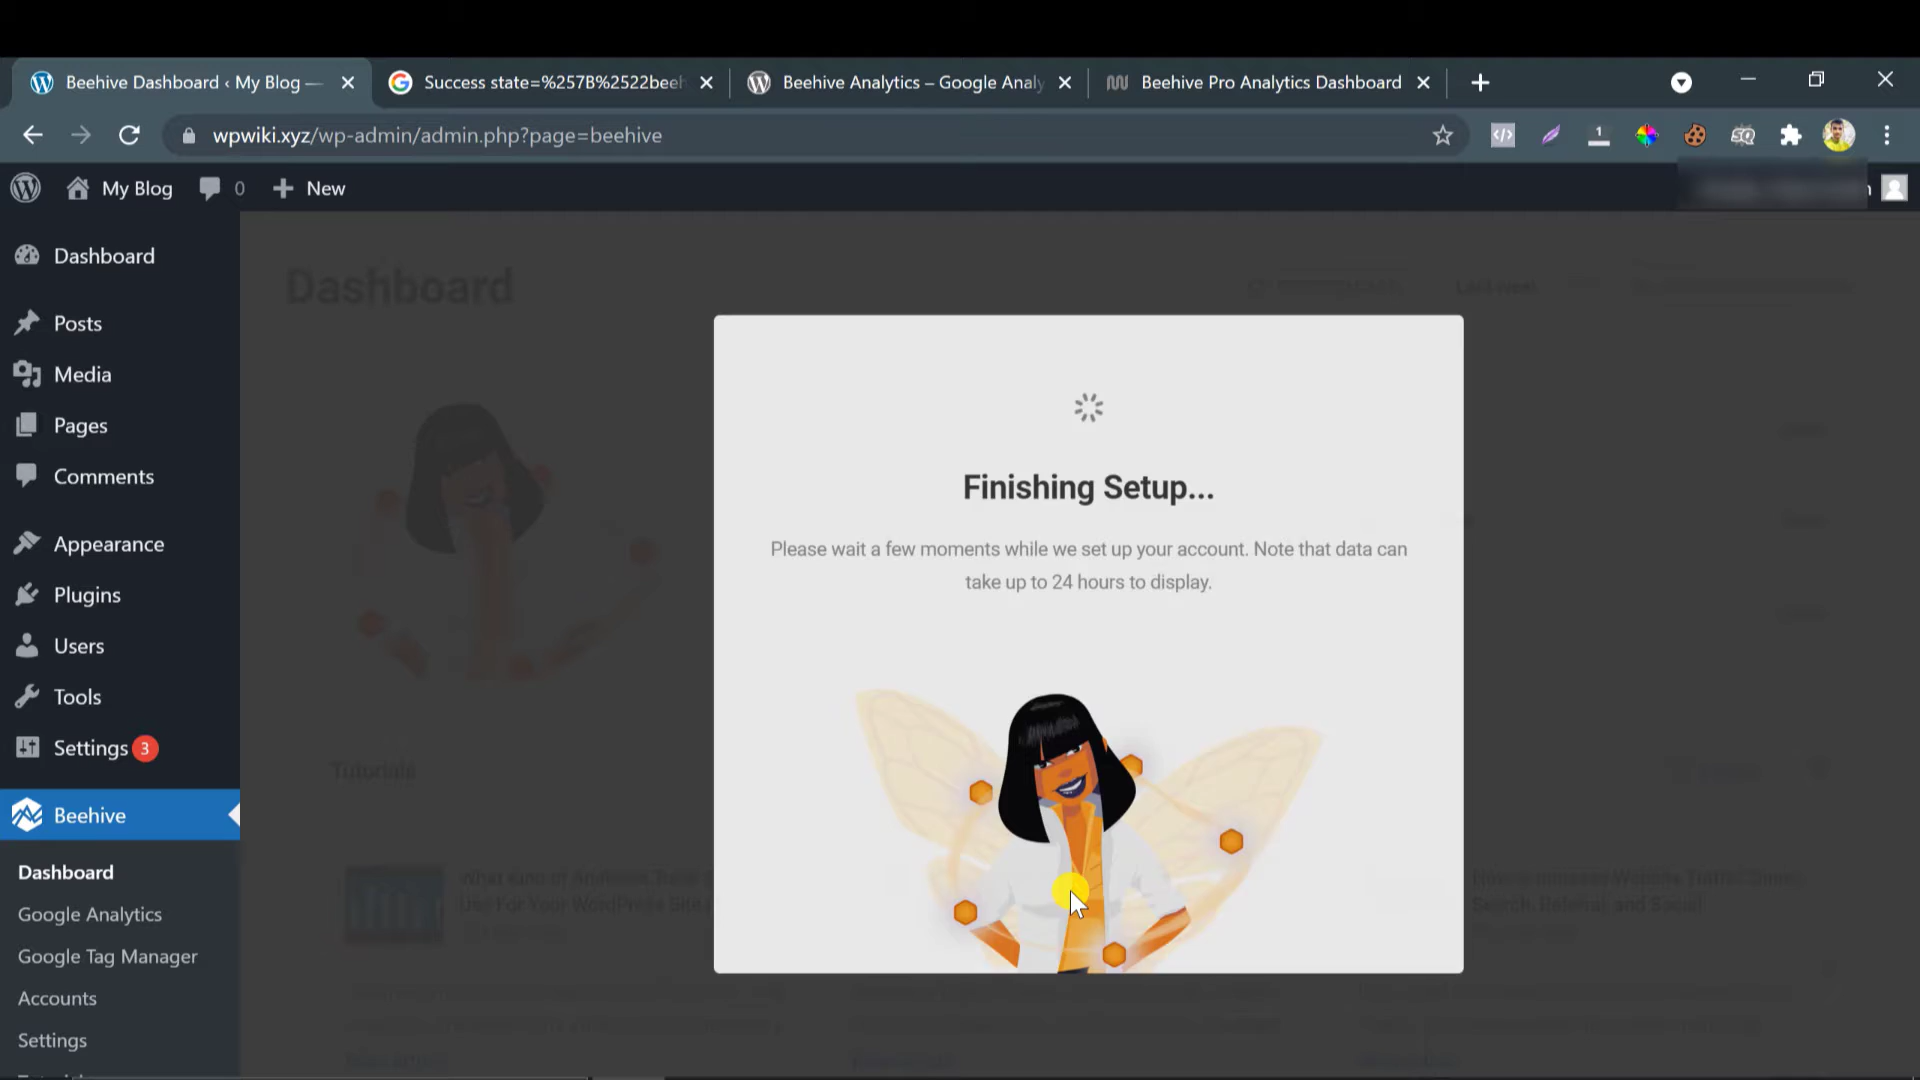 Beehive Dashboard ‹ My Blog —
Success state=%257B%2522beeh
Beehive Analytics – Google Analy
Beehive Pro Analytics Dashboard
wpwiki.xyz/wp-admin/admin.php?page=beehive
1
SQ
My Blog
0
New
Dashboard
Posts
Media
Pages
Comments
Appearance
Plugins
Users
Tools
Settings 3
Beehive
Dashboard
Google Analytics
Google Tag Manager
Accounts
Settings
Dashboard
Finishing Setup...
Please wait a few moments while we set up your account. Note that data can
take up to 24 hours to display.
Tutorials